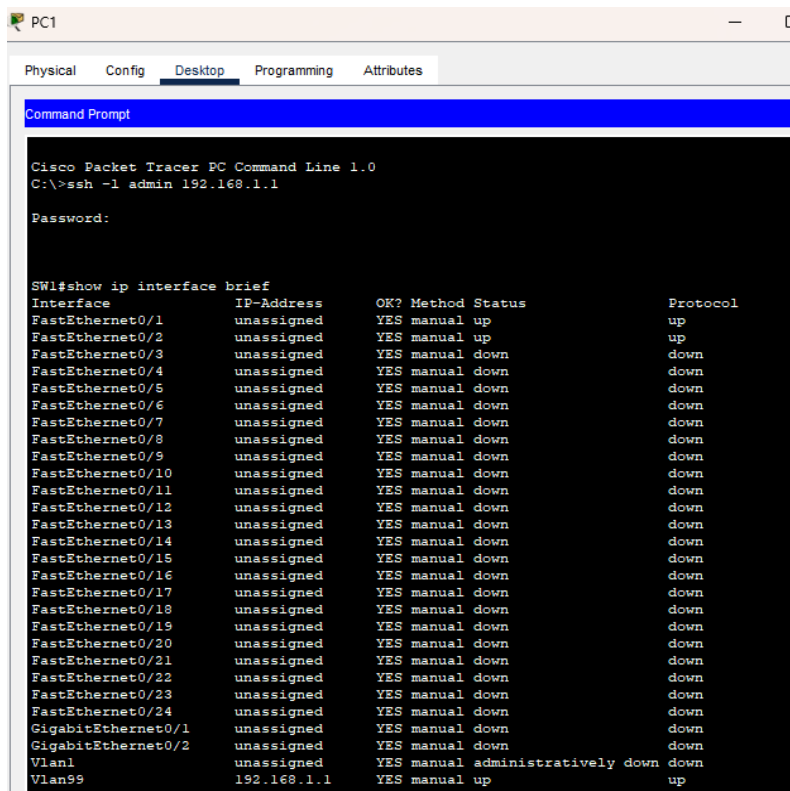 PC1
Physical Config Desktop Programming Attributes
Command Prompt
Cisco Packet Tracer PC Command Line 1.0
C:\>ssh -l admin 192.168.1.1
Password:
SW1#show ip interface brief
Interface IP-Address OK? Method Status Protocol
FastEthernet0/1 unassigned YES manual up up
FastEthernet0/2 unassigned YES manual up up
FastEthernet0/3 unassigned YES manual down down
FastEthernet0/4 unassigned YES manual down down
FastEthernet0/5 unassigned YES manual down down
FastEthernet0/6 unassigned YES manual down down
FastEthernet0/7 unassigned YES manual down down
FastEthernet0/8 unassigned YES manual down down
FastEthernet0/9 unassigned YES manual down down
FastEthernet0/10 unassigned YES manual down down
FastEthernet0/11 unassigned YES manual down down
FastEthernet0/12 unassigned YES manual down down
FastEthernet0/13 unassigned YES manual down down
FastEthernet0/14 unassigned YES manual down down
FastEthernet0/15 unassigned YES manual down down
FastEthernet0/16 unassigned YES manual down down
FastEthernet0/17 unassigned YES manual down down
FastEthernet0/18 unassigned YES manual down down
FastEthernet0/19 unassigned YES manual down down
FastEthernet0/20 unassigned YES manual down down
FastEthernet0/21 unassigned YES manual down down
FastEthernet0/22 unassigned YES manual down down
FastEthernet0/23 unassigned YES manual down down
FastEthernet0/24 unassigned YES manual down down
GigabitEthernet0/1 unassigned YES manual down down
GigabitEthernet0/2 unassigned YES manual down down
Vlan1 unassigned YES manual administratively down down
Vlan99 192.168.1.1 YES manual up up